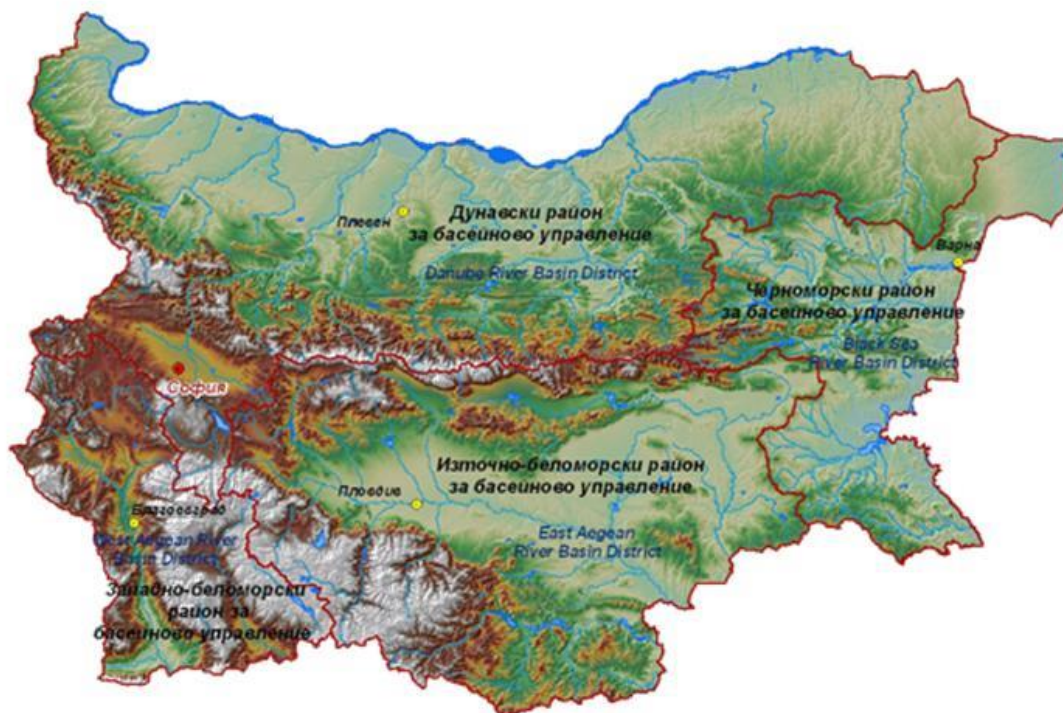 Плевен
Дунавски район
за басейново управление
Danube River Basin District
Варна
Черноморски район
за басейново управление
Black Sea
River Basin District
София
Източно-беломорски район
за басейново управление
Пловдив
East Aegean
River Basin District
Благоевград
West Aegean River
Basin District
Западно-беломорски
район за
басейново управление